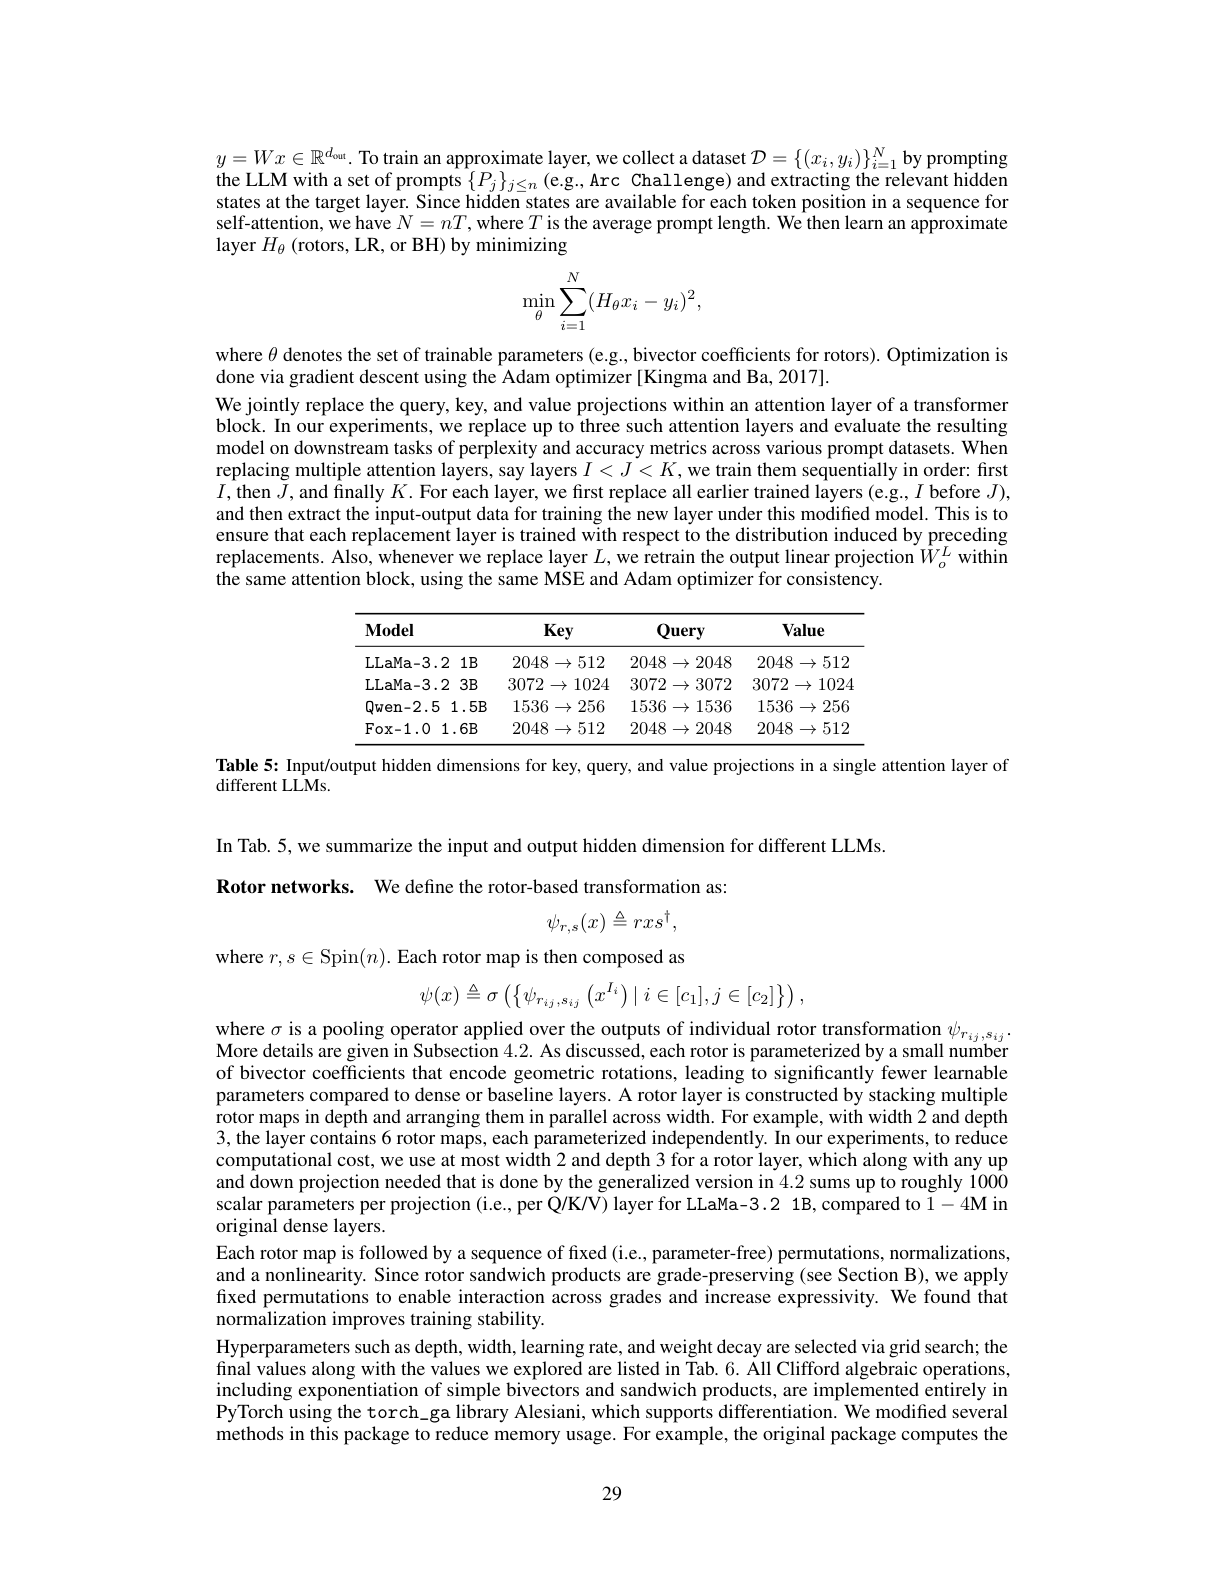 y = Wx ∈ ℝ^{d_out}. To train an approximate layer, we collect a dataset 𝒟 = {(x_i, y_i)}_{i=1}^N by prompting
the LLM with a set of prompts {P_j}_{j≤n} (e.g., Arc Challenge) and extracting the relevant hidden
states at the target layer. Since hidden states are available for each token position in a sequence for
self-attention, we have N = nT, where T is the average prompt length. We then learn an approximate
layer H_θ (rotors, LR, or BH) by minimizing
min_θ ∑_{i=1}^N (H_θ x_i − y_i)^2,
where θ denotes the set of trainable parameters (e.g., bivector coefficients for rotors). Optimization is
done via gradient descent using the Adam optimizer [Kingma and Ba, 2017].
We jointly replace the query, key, and value projections within an attention layer of a transformer
block. In our experiments, we replace up to three such attention layers and evaluate the resulting
model on downstream tasks of perplexity and accuracy metrics across various prompt datasets. When
replacing multiple attention layers, say layers I < J < K, we train them sequentially in order: first
I, then J, and finally K. For each layer, we first replace all earlier trained layers (e.g., I before J),
and then extract the input-output data for training the new layer under this modified model. This is to
ensure that each replacement layer is trained with respect to the distribution induced by preceding
replacements. Also, whenever we replace layer L, we retrain the output linear projection W_o^L within
the same attention block, using the same MSE and Adam optimizer for consistency.
Model Key Query Value
LLaMa-3.2 1B 2048 → 512 2048 → 2048 2048 → 512
LLaMa-3.2 3B 3072 → 1024 3072 → 3072 3072 → 1024
Qwen-2.5 1.5B 1536 → 256 1536 → 1536 1536 → 256
Fox-1.0 1.6B 2048 → 512 2048 → 2048 2048 → 512
Table 5: Input/output hidden dimensions for key, query, and value projections in a single attention layer of
different LLMs.
In Tab. 5, we summarize the input and output hidden dimension for different LLMs.
Rotor networks. We define the rotor-based transformation as:
ψ_{r,s}(x) ≜ rxs^†,
where r, s ∈ Spin(n). Each rotor map is then composed as
ψ(x) ≜ σ ({ψ_{r_{ij},s_{ij}} (x^{I_i}) | i ∈ [c_1], j ∈ [c_2]}) ,
where σ is a pooling operator applied over the outputs of individual rotor transformation ψ_{r_{ij},s_{ij}}.
More details are given in Subsection 4.2. As discussed, each rotor is parameterized by a small number
of bivector coefficients that encode geometric rotations, leading to significantly fewer learnable
parameters compared to dense or baseline layers. A rotor layer is constructed by stacking multiple
rotor maps in depth and arranging them in parallel across width. For example, with width 2 and depth
3, the layer contains 6 rotor maps, each parameterized independently. In our experiments, to reduce
computational cost, we use at most width 2 and depth 3 for a rotor layer, which along with any up
and down projection needed that is done by the generalized version in 4.2 sums up to roughly 1000
scalar parameters per projection (i.e., per Q/K/V) layer for LLaMa-3.2 1B, compared to 1 − 4M in
original dense layers.
Each rotor map is followed by a sequence of fixed (i.e., parameter-free) permutations, normalizations,
and a nonlinearity. Since rotor sandwich products are grade-preserving (see Section B), we apply
fixed permutations to enable interaction across grades and increase expressivity. We found that
normalization improves training stability.
Hyperparameters such as depth, width, learning rate, and weight decay are selected via grid search; the
final values along with the values we explored are listed in Tab. 6. All Clifford algebraic operations,
including exponentiation of simple bivectors and sandwich products, are implemented entirely in
PyTorch using the torch_ga library Alesiani, which supports differentiation. We modified several
methods in this package to reduce memory usage. For example, the original package computes the
29